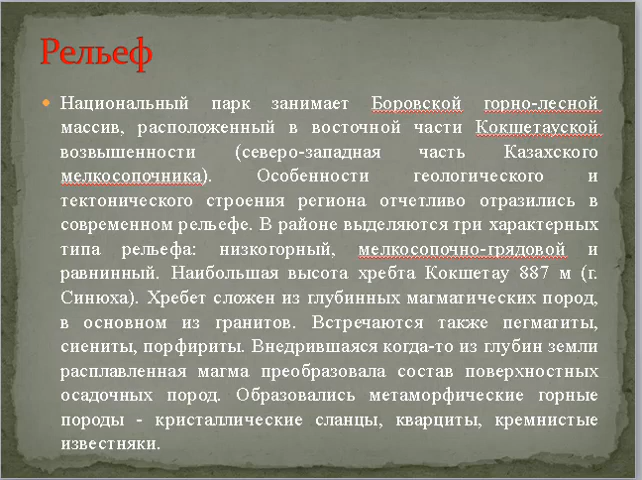 Рельеф
Национальный парк занимает Боровской горно-лесной
массив, расположенный в восточной части Кокшетауской
возвышенности (северо-западная часть Казахского
мелкосопочника). Особенности геологического и
тектонического строения региона отчетливо отразились в
современном рельефе. В районе выделяются три характерных
типа рельефа: низкогорный, мелкосопочно-грядовой и
равнинный. Наибольшая высота хребта Кокшетау 887 м (г.
Синюха). Хребет сложен из глубинных магматических пород,
в основном из гранитов. Встречаются также пегматиты,
сиениты, порфириты. Внедрившаяся когда-то из глубин земли
расплавленная магма преобразовала состав поверхностных
осадочных пород. Образовались метаморфические горные
породы - кристаллические сланцы, кварциты, кремнистые
известняки.